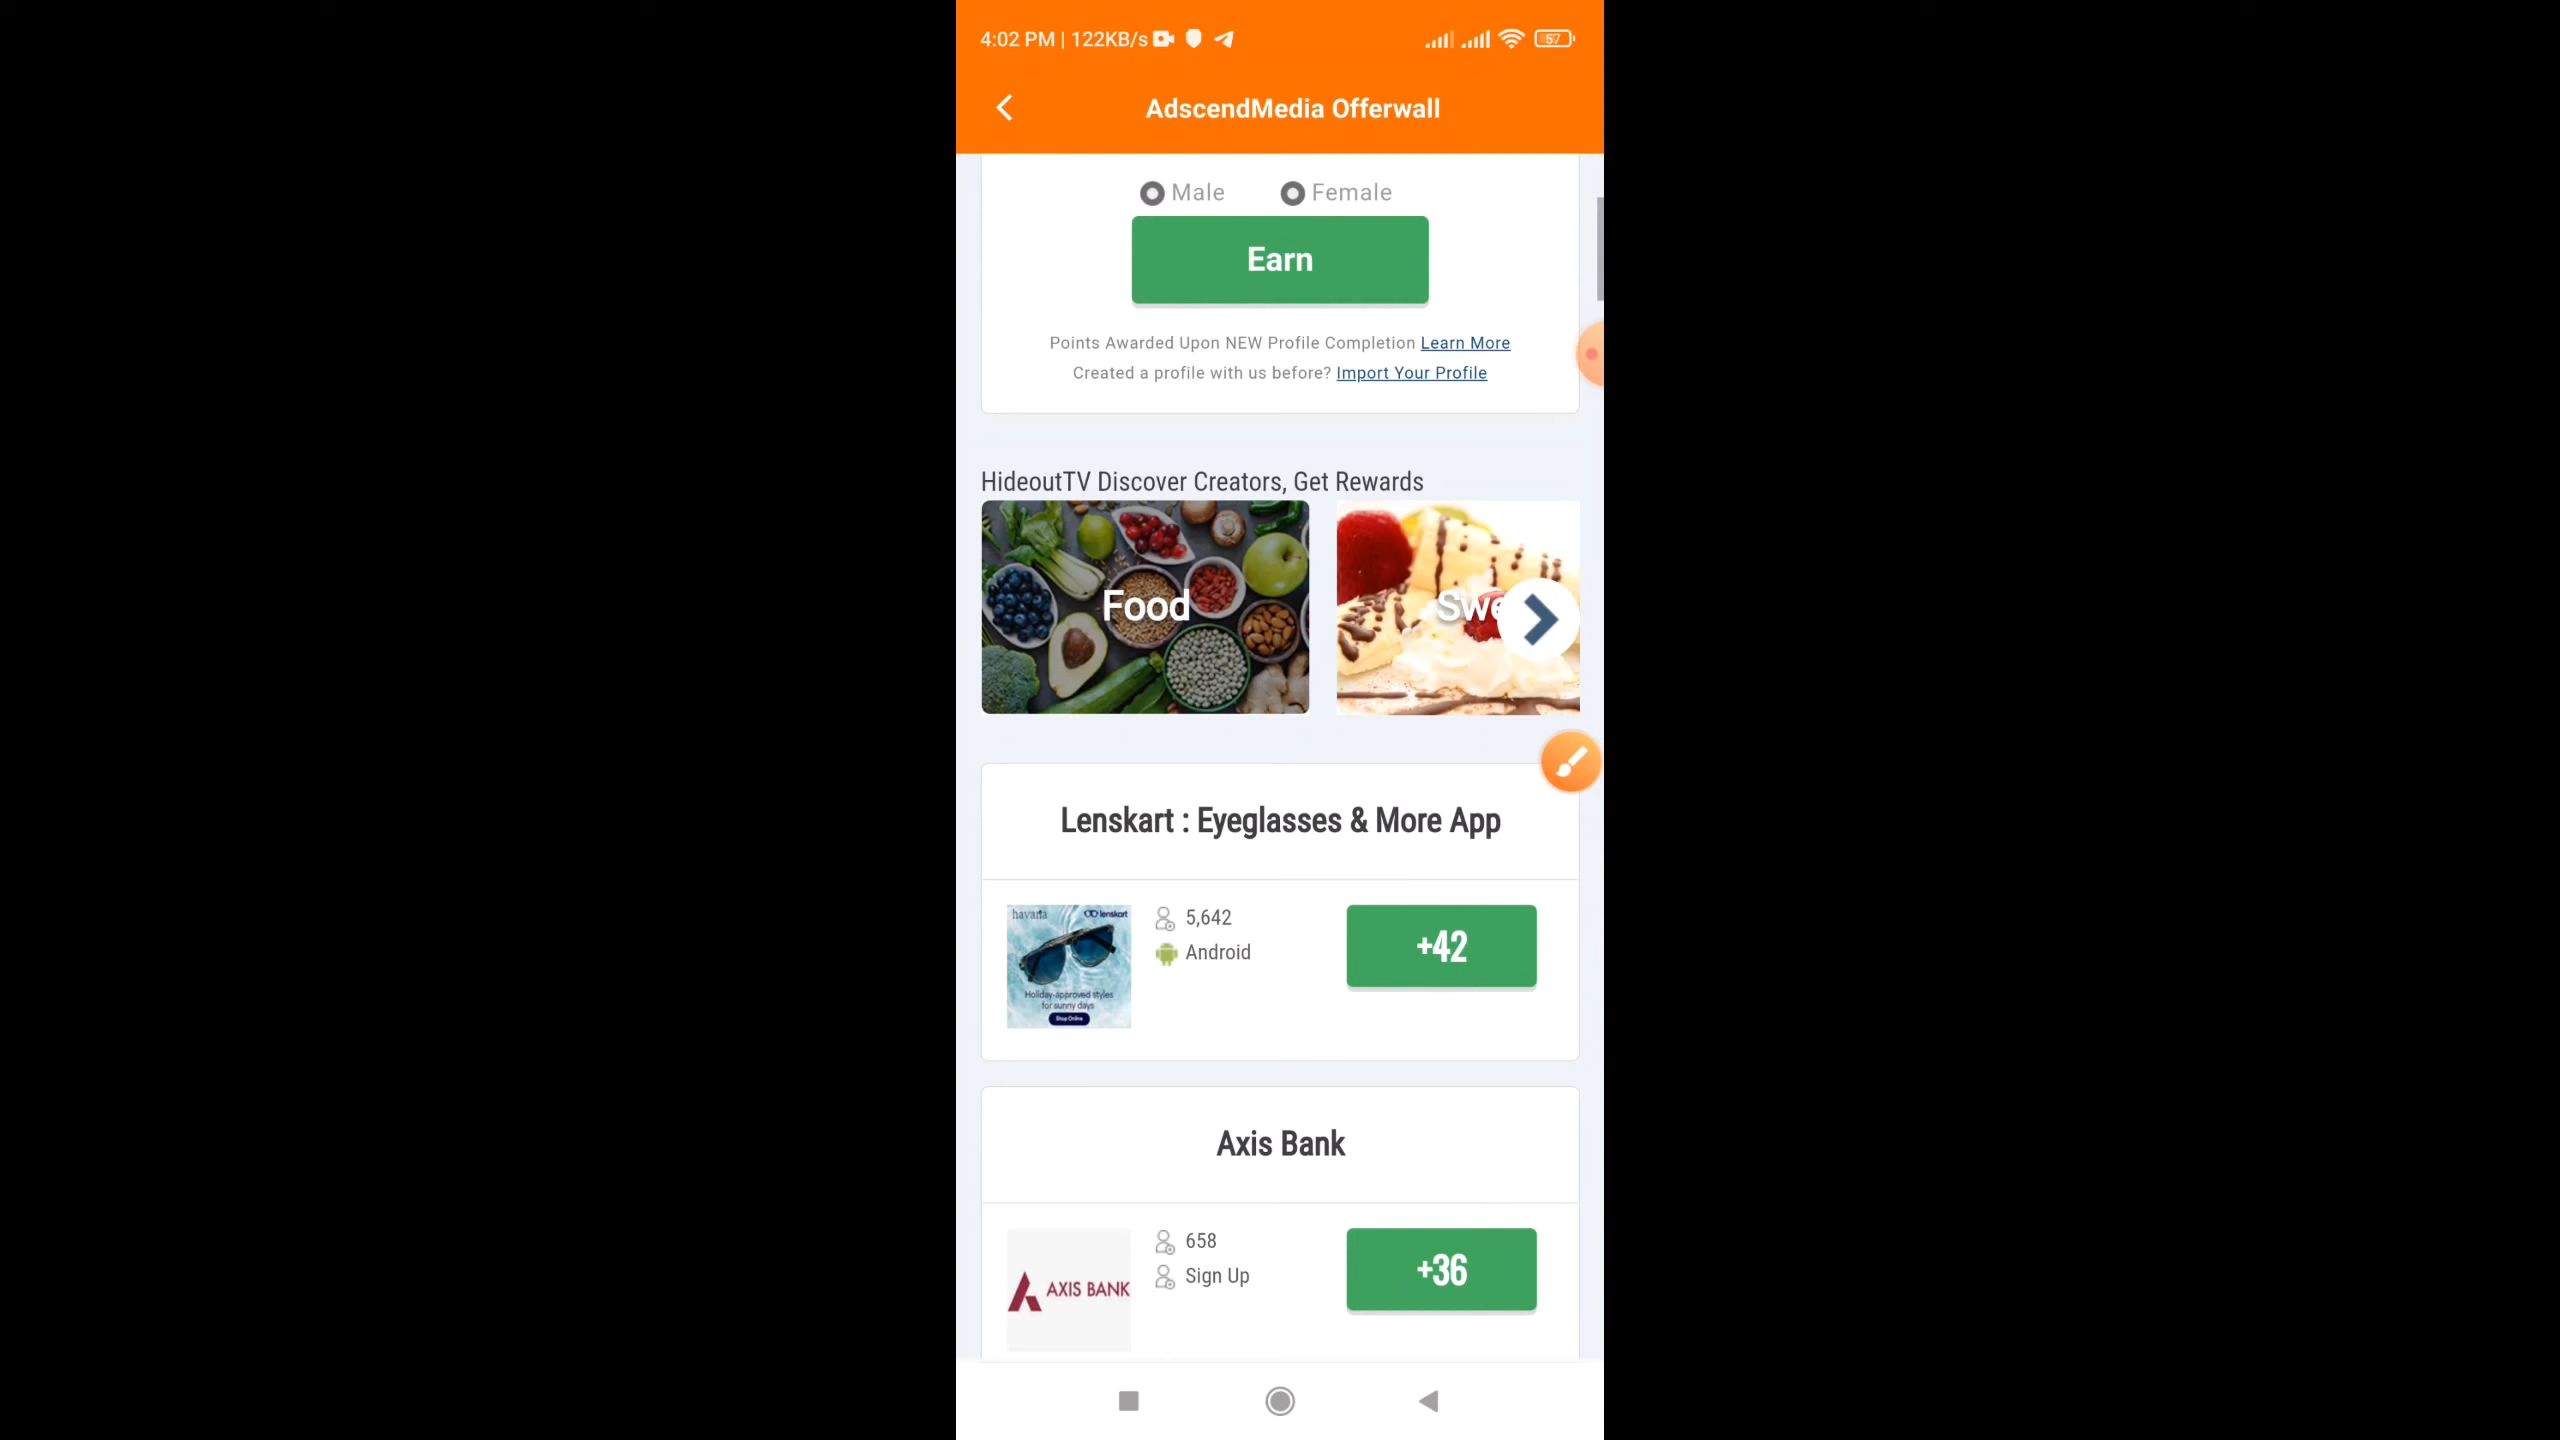 4:02 PM | 122KB/s
57
AdscendMedia Offerwall
Male
Female
Earn
Points Awarded Upon NEW Profile Completion Learn More
Created a profile with us before? Import Your Profile
HideoutTV Discover Creators, Get Rewards
Food
Swe
Lenskart : Eyeglasses & More App
havana
lenskart
Holiday-approved styles
for sunny days
Shop Online
5,642
Android
+42
Axis Bank
AXIS BANK
658
Sign Up
+36